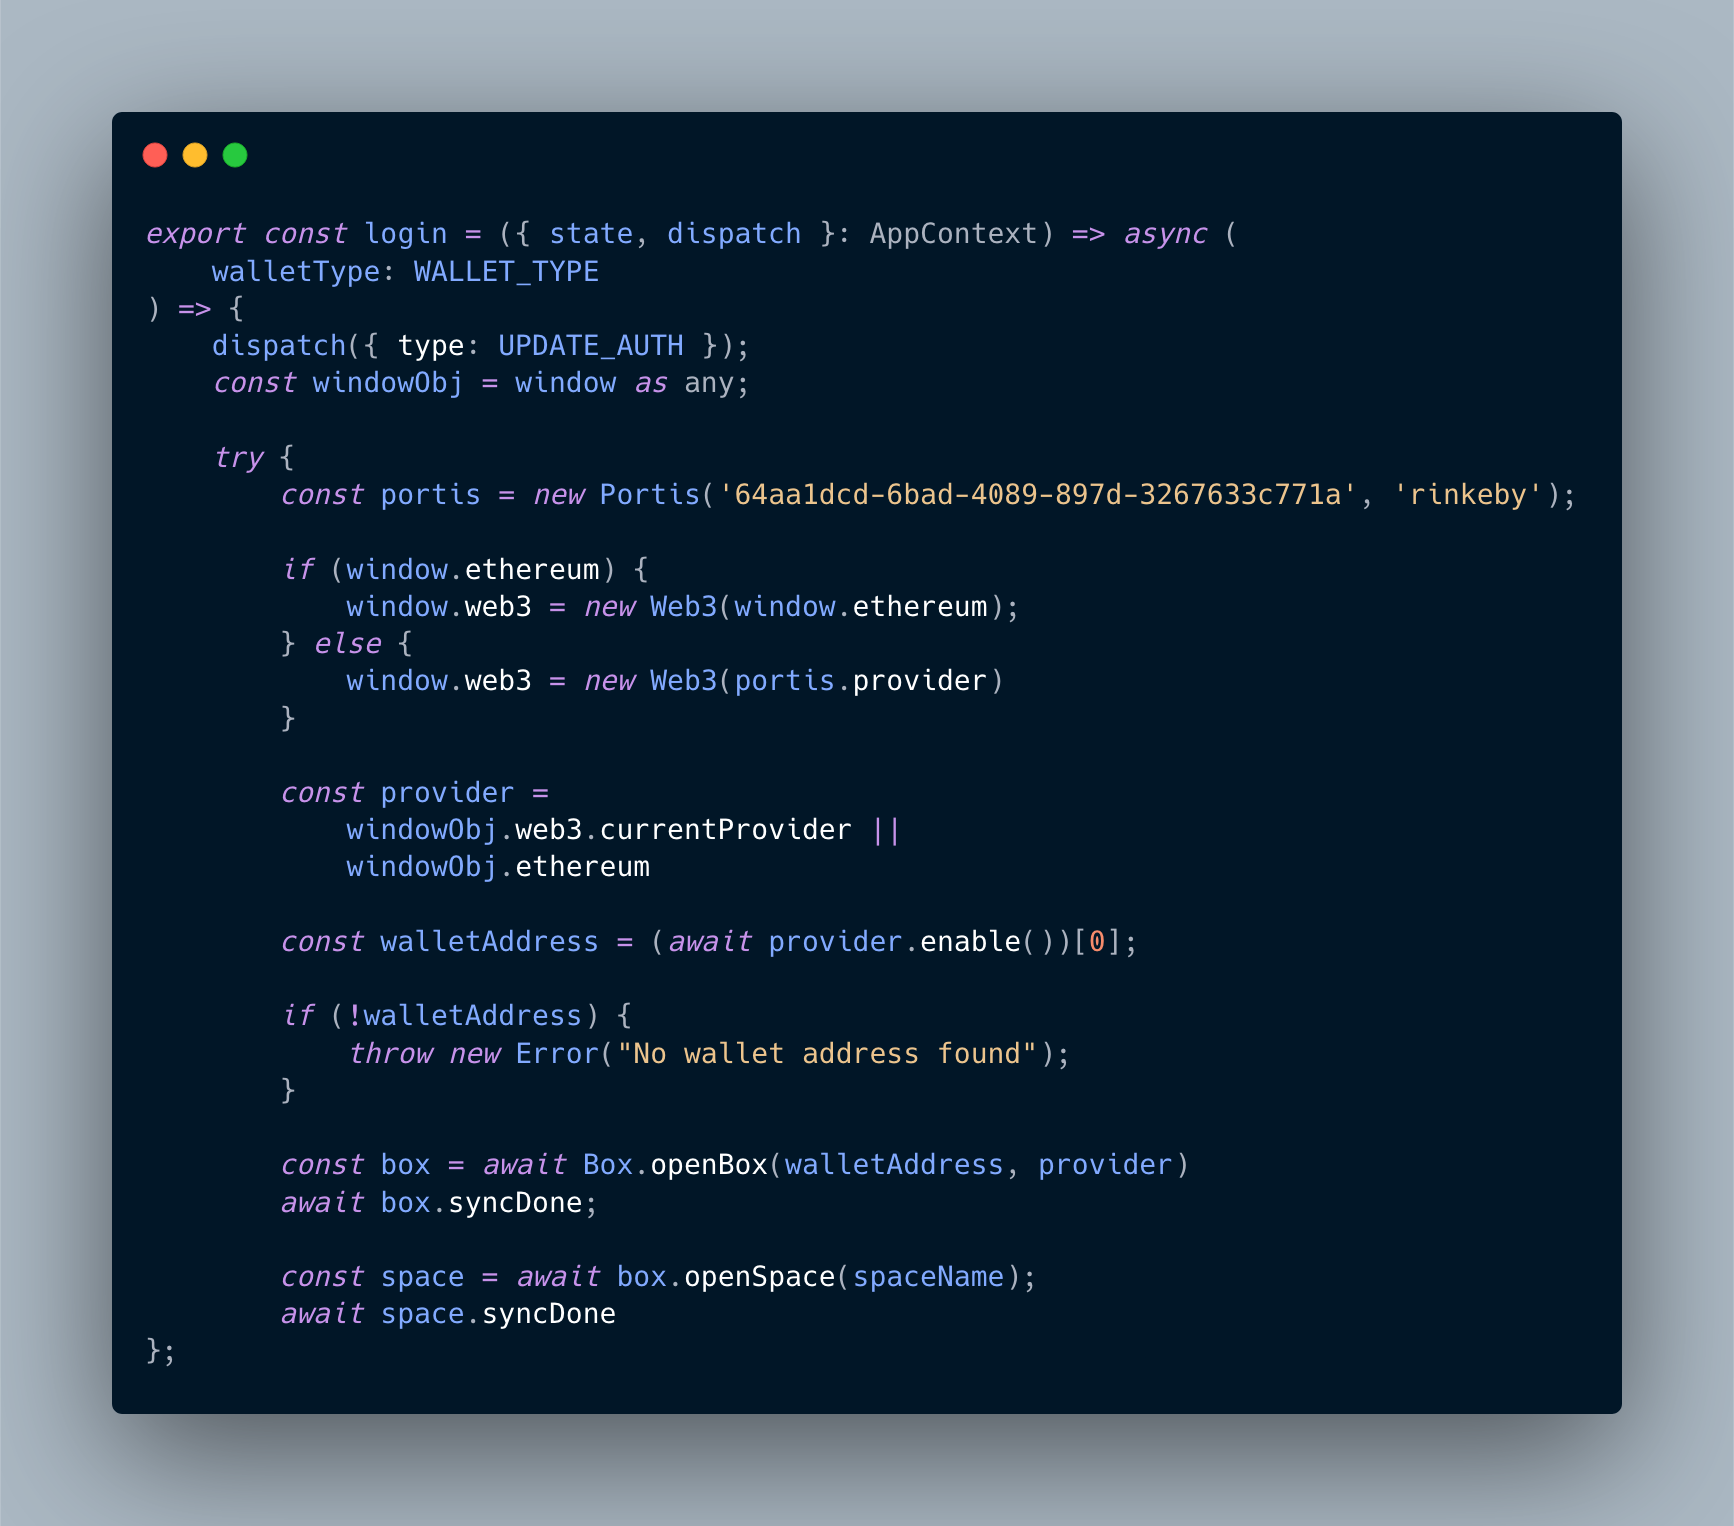 export const login = ({ state, dispatch }: AppContext) => async (
    walletType: WALLET_TYPE
) => {
    dispatch({ type: UPDATE_AUTH });
    const windowObj = window as any;

    try {
        const portis = new Portis('64aa1dcd-6bad-4089-897d-3267633c771a', 'rinkeby');

        if (window.ethereum) {
            window.web3 = new Web3(window.ethereum);
        } else {
            window.web3 = new Web3(portis.provider)
        }

        const provider =
            windowObj.web3.currentProvider ||
            windowObj.ethereum

        const walletAddress = (await provider.enable())[0];

        if (!walletAddress) {
            throw new Error("No wallet address found");
        }

        const box = await Box.openBox(walletAddress, provider)
        await box.syncDone;

        const space = await box.openSpace(spaceName);
        await space.syncDone
};